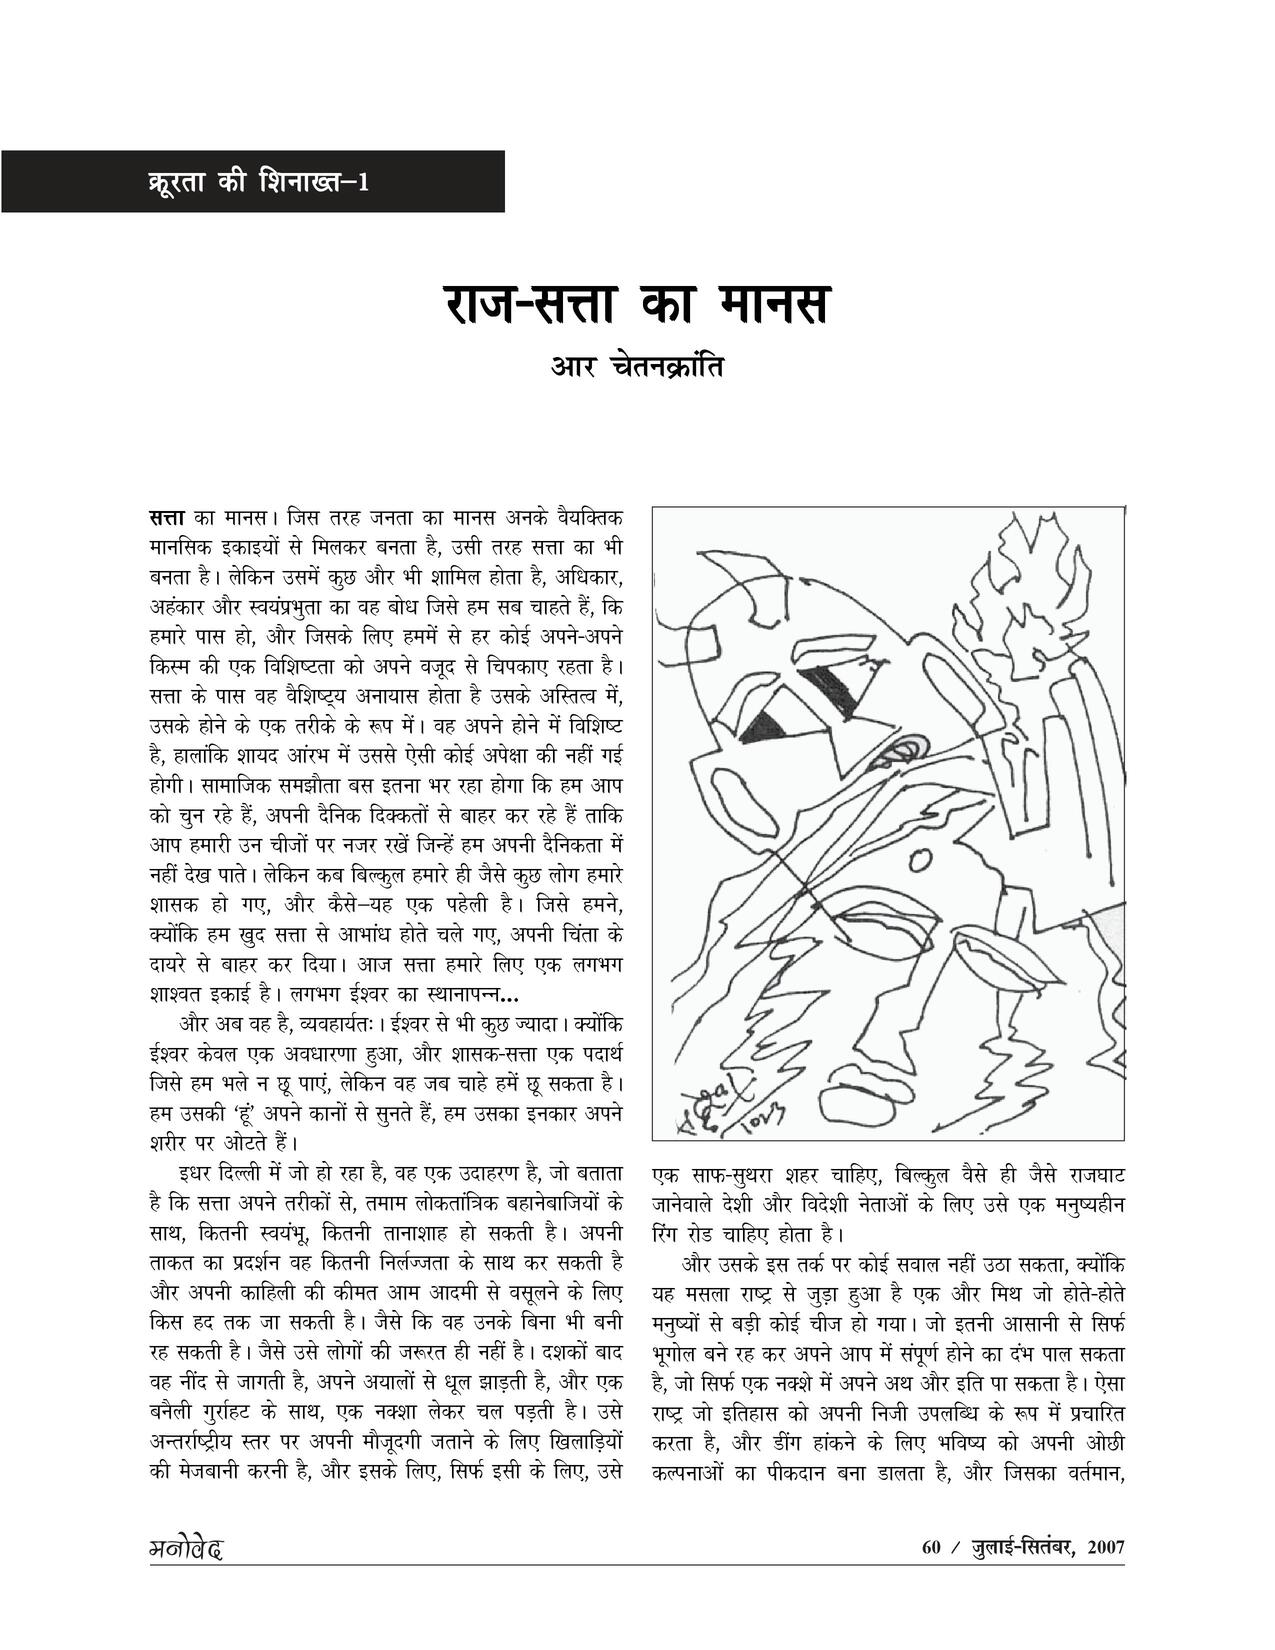 क्रूरता की शिनाख्त–1
राज-सत्ता का मानस
आर चेतनक्रांति
सत्ता का मानस। जिस तरह जनता का मानस अनके वैयक्तिक
मानसिक इकाइयों से मिलकर बनता है, उसी तरह सत्ता का भी
बनता है। लेकिन उसमें कुछ और भी शामिल होता है, अधिकार,
अहंकार और स्वयंप्रभुता का वह बोध जिसे हम सब चाहते हैं, कि
हमारे पास हो, और जिसके लिए हममें से हर कोई अपने-अपने
किस्म की एक विशिष्टता को अपने वजूद से चिपकाए रहता है।
सत्ता के पास वह वैशिष्ट्य अनायास होता है उसके अस्तित्व में,
उसके होने के एक तरीके के रूप में। वह अपने होने में विशिष्ट
है, हालांकि शायद आंरभ में उससे ऐसी कोई अपेक्षा की नहीं गई
होगी। सामाजिक समझौता बस इतना भर रहा होगा कि हम आप
को चुन रहे हैं, अपनी दैनिक दिक्कतों से बाहर कर रहे हैं ताकि
आप हमारी उन चीजों पर नजर रखें जिन्हें हम अपनी दैनिकता में
नहीं देख पाते। लेकिन कब बिल्कुल हमारे ही जैसे कुछ लोग हमारे
शासक हो गए, और कैसे–यह एक पहेली है। जिसे हमने,
क्योंकि हम खुद सत्ता से आभांध होते चले गए, अपनी चिंता के
दायरे से बाहर कर दिया। आज सत्ता हमारे लिए एक लगभग
शाश्वत इकाई है। लगभग ईश्वर का स्थानापन्न...
और अब वह है, व्यवहार्यतः। ईश्वर से भी कुछ ज्यादा। क्योंकि
ईश्वर केवल एक अवधारणा हुआ, और शासक-सत्ता एक पदार्थ
जिसे हम भले न छू पाएं, लेकिन वह जब चाहे हमें छू सकता है।
हम उसकी ‘हूं’ अपने कानों से सुनते हैं, हम उसका इनकार अपने
शरीर पर ओटते हैं।
इधर दिल्ली में जो हो रहा है, वह एक उदाहरण है, जो बताता
है कि सत्ता अपने तरीकों से, तमाम लोकतांत्रिक बहानेबाजियों के
साथ, कितनी स्वयंभू, कितनी तानाशाह हो सकती है। अपनी
ताकत का प्रदर्शन वह कितनी निर्लज्जता के साथ कर सकती है
और अपनी काहिली की कीमत आम आदमी से वसूलने के लिए
किस हद तक जा सकती है। जैसे कि वह उनके बिना भी बनी
रह सकती है। जैसे उसे लोगों की जरूरत ही नहीं है। दशकों बाद
वह नींद से जागती है, अपने अयालों से धूल झाड़ती है, और एक
बनैली गुर्राहट के साथ, एक नक्शा लेकर चल पड़ती है। उसे
अन्तर्राष्ट्रीय स्तर पर अपनी मौजूदगी जताने के लिए खिलाड़ियों
की मेजबानी करनी है, और इसके लिए, सिर्फ इसी के लिए, उसे
एक साफ-सुथरा शहर चाहिए, बिल्कुल वैसे ही जैसे राजघाट
जानेवाले देशी और विदेशी नेताओं के लिए उसे एक मनुष्यहीन
रिंग रोड चाहिए होता है।
और उसके इस तर्क पर कोई सवाल नहीं उठा सकता, क्योंकि
यह मसला राष्ट्र से जुड़ा हुआ है एक और मिथ जो होते-होते
मनुष्यों से बड़ी कोई चीज हो गया। जो इतनी आसानी से सिर्फ
भूगोल बने रह कर अपने आप में संपूर्ण होने का दंभ पाल सकता
है, जो सिर्फ एक नक्शे में अपने अथ और इति पा सकता है। ऐसा
राष्ट्र जो इतिहास को अपनी निजी उपलब्धि के रूप में प्रचारित
करता है, और डींग हांकने के लिए भविष्य को अपनी ओछी
कल्पनाओं का पीकदान बना डालता है, और जिसका वर्तमान,
मनोवेद
60 / जुलाई-सितंबर, 2007